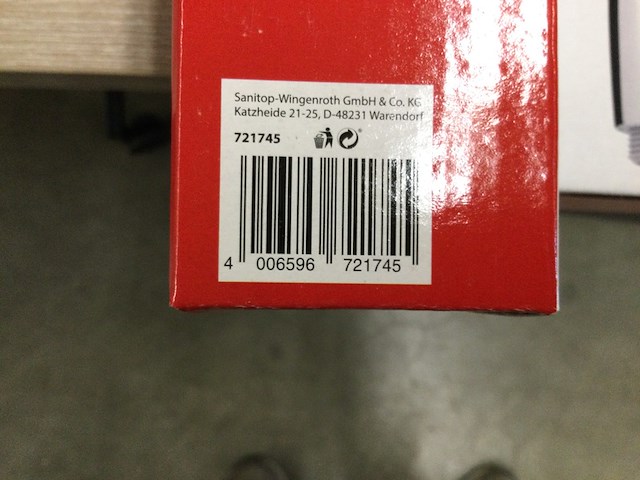 Sanitop-Wingenroth GmbH & Co. KG
Katzheide 21-25, D-48231 Warendorf
721745
4 006596 721745